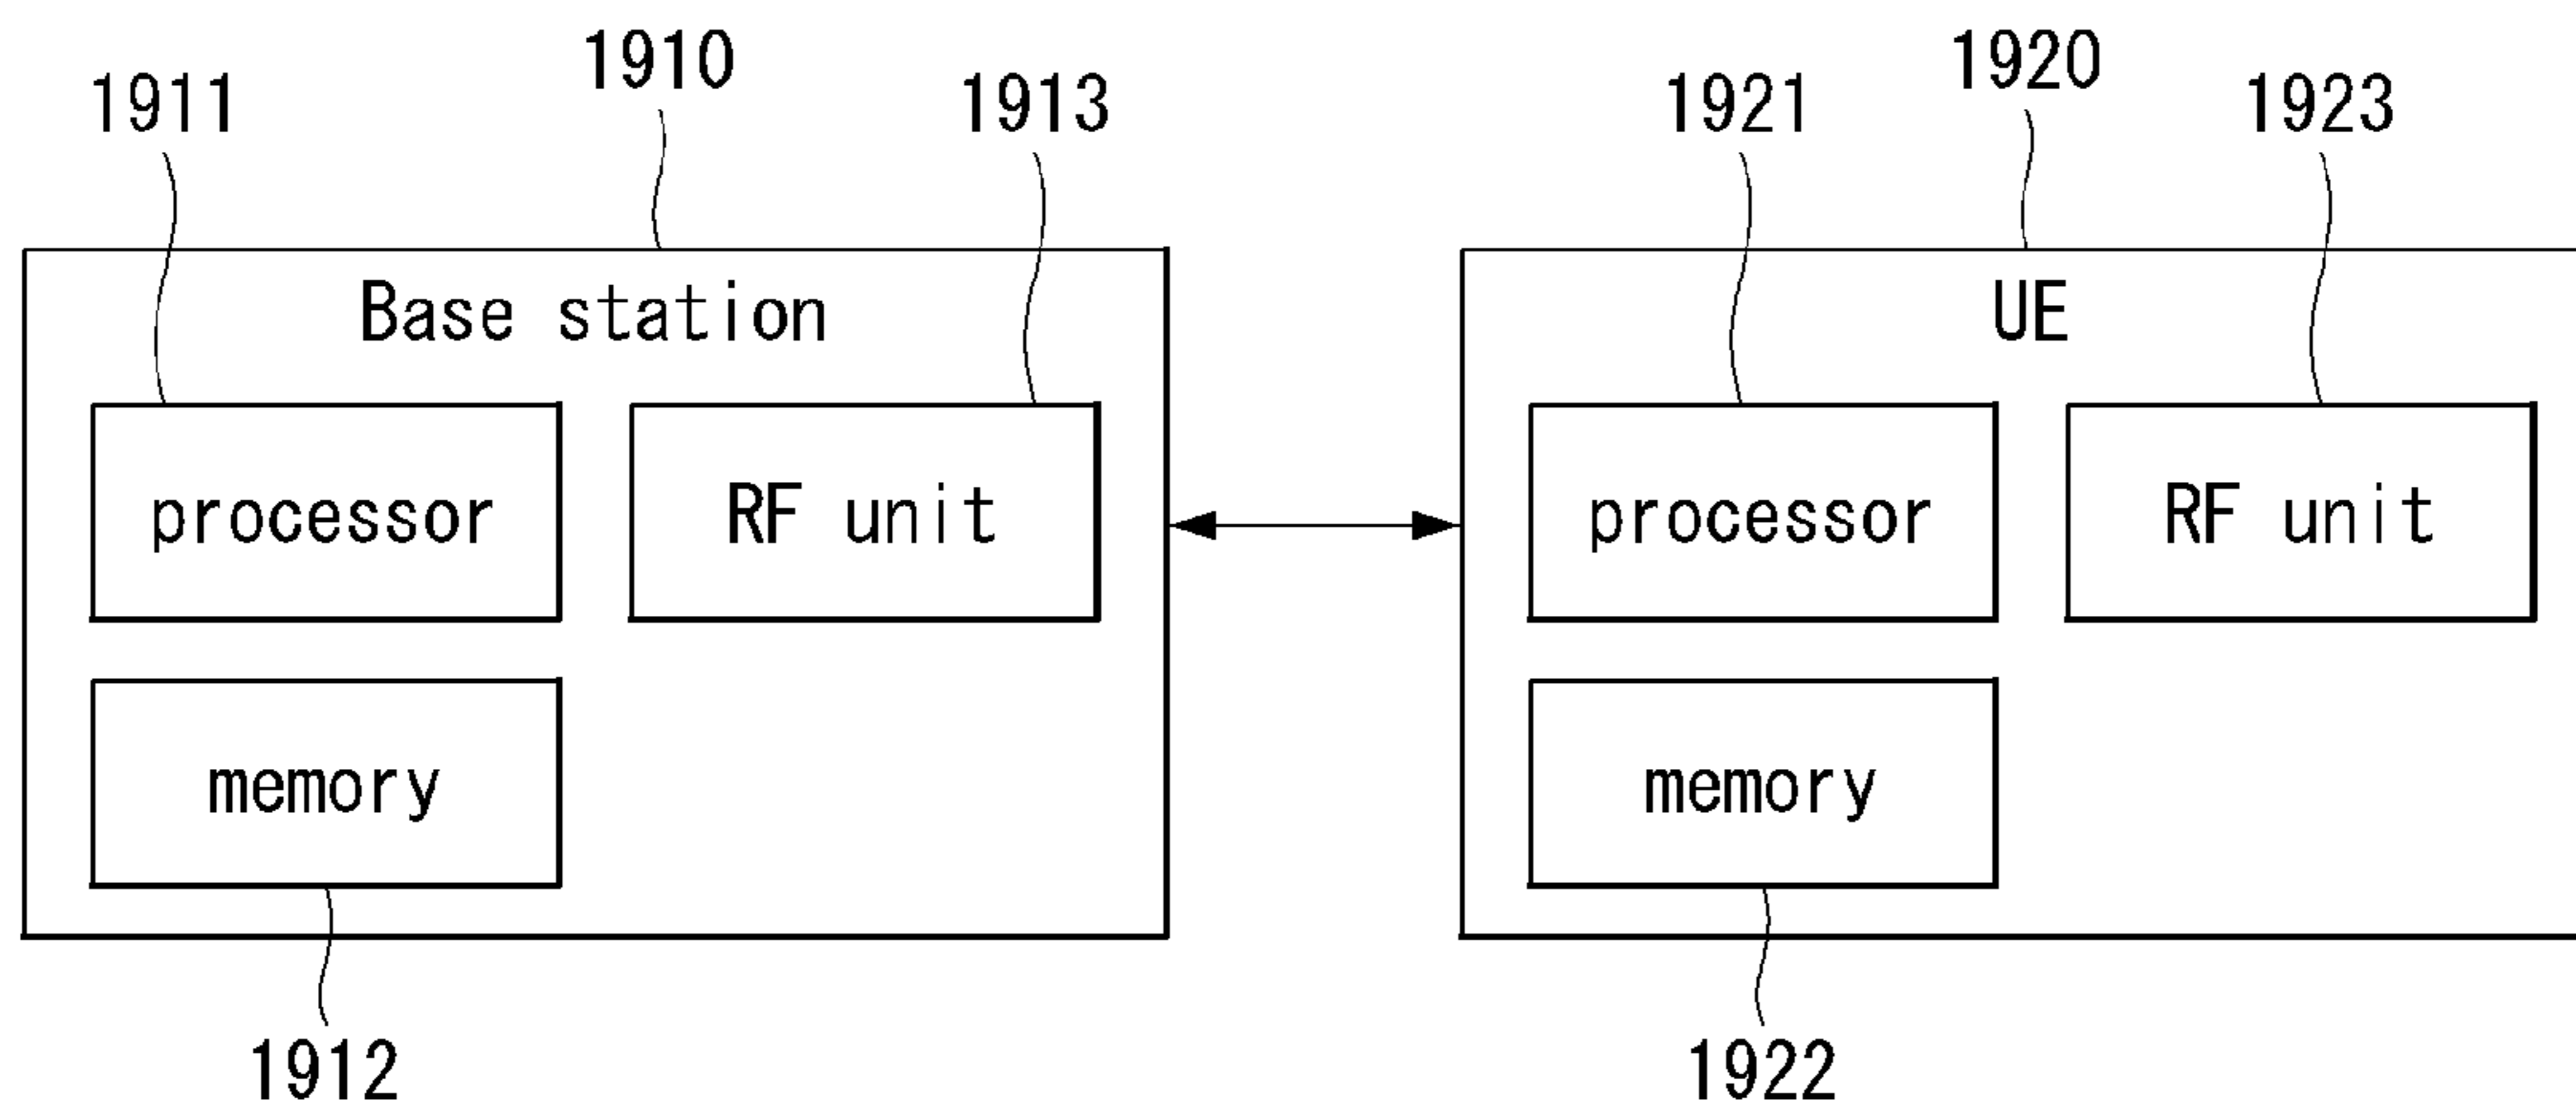 1910
1920
1911
1913
1921
1923
Base station
UE
processor
RF unit
processor
RF unit
memory
memory
1912
1922